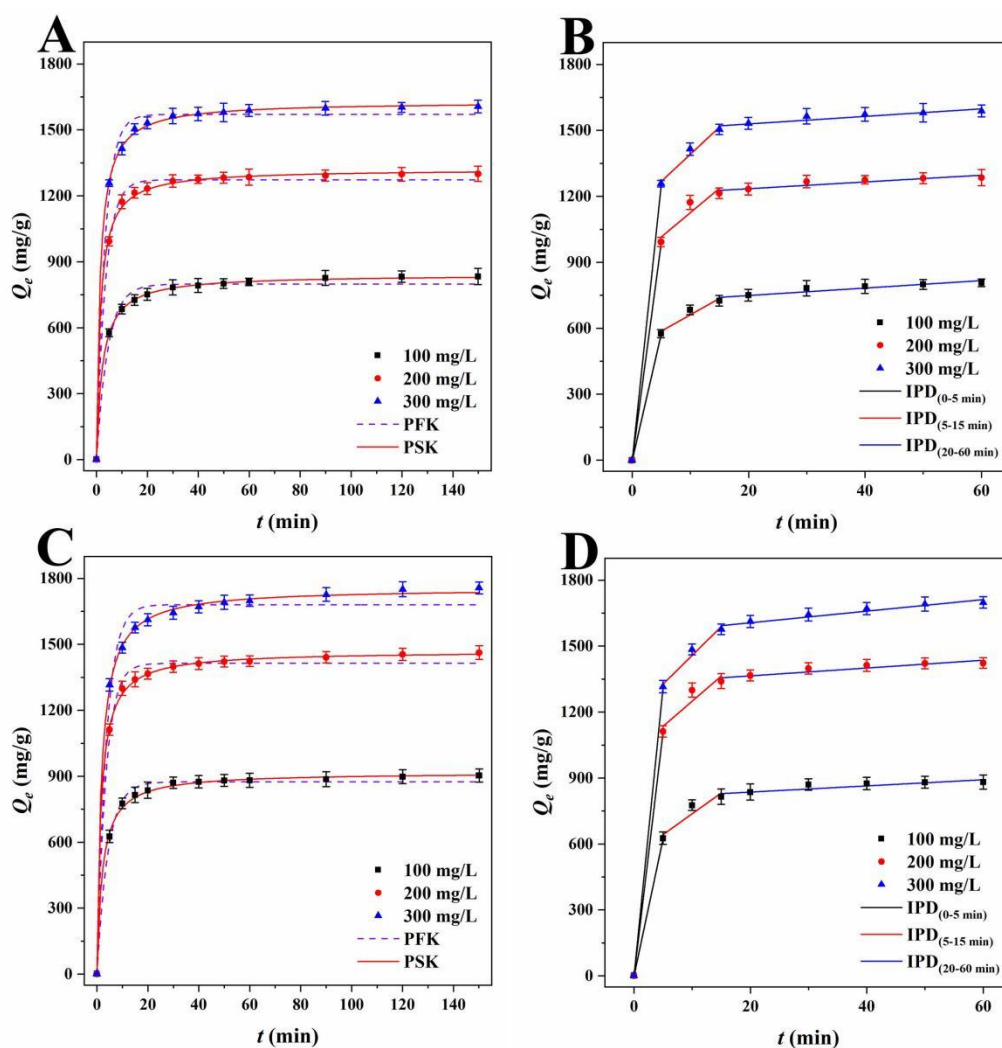 A
Qe (mg/g)
1800
1500
1200
900
600
300
0
100 mg/L
200 mg/L
300 mg/L
PFK
PSK
0 20 40 60 80 100 120 140
t (min)
B
Qe (mg/g)
1800
1500
1200
900
600
300
0
100 mg/L
200 mg/L
300 mg/L
IPD(0-5 min)
IPD(5-15 min)
IPD(20-60 min)
0 20 40 60
t (min)
C
Qe (mg/g)
1800
1500
1200
900
600
300
0
100 mg/L
200 mg/L
300 mg/L
PFK
PSK
0 20 40 60 80 100 120 140
t (min)
D
Qe (mg/g)
1800
1500
1200
900
600
300
0
100 mg/L
200 mg/L
300 mg/L
IPD(0-5 min)
IPD(5-15 min)
IPD(20-60 min)
0 20 40 60
t (min)